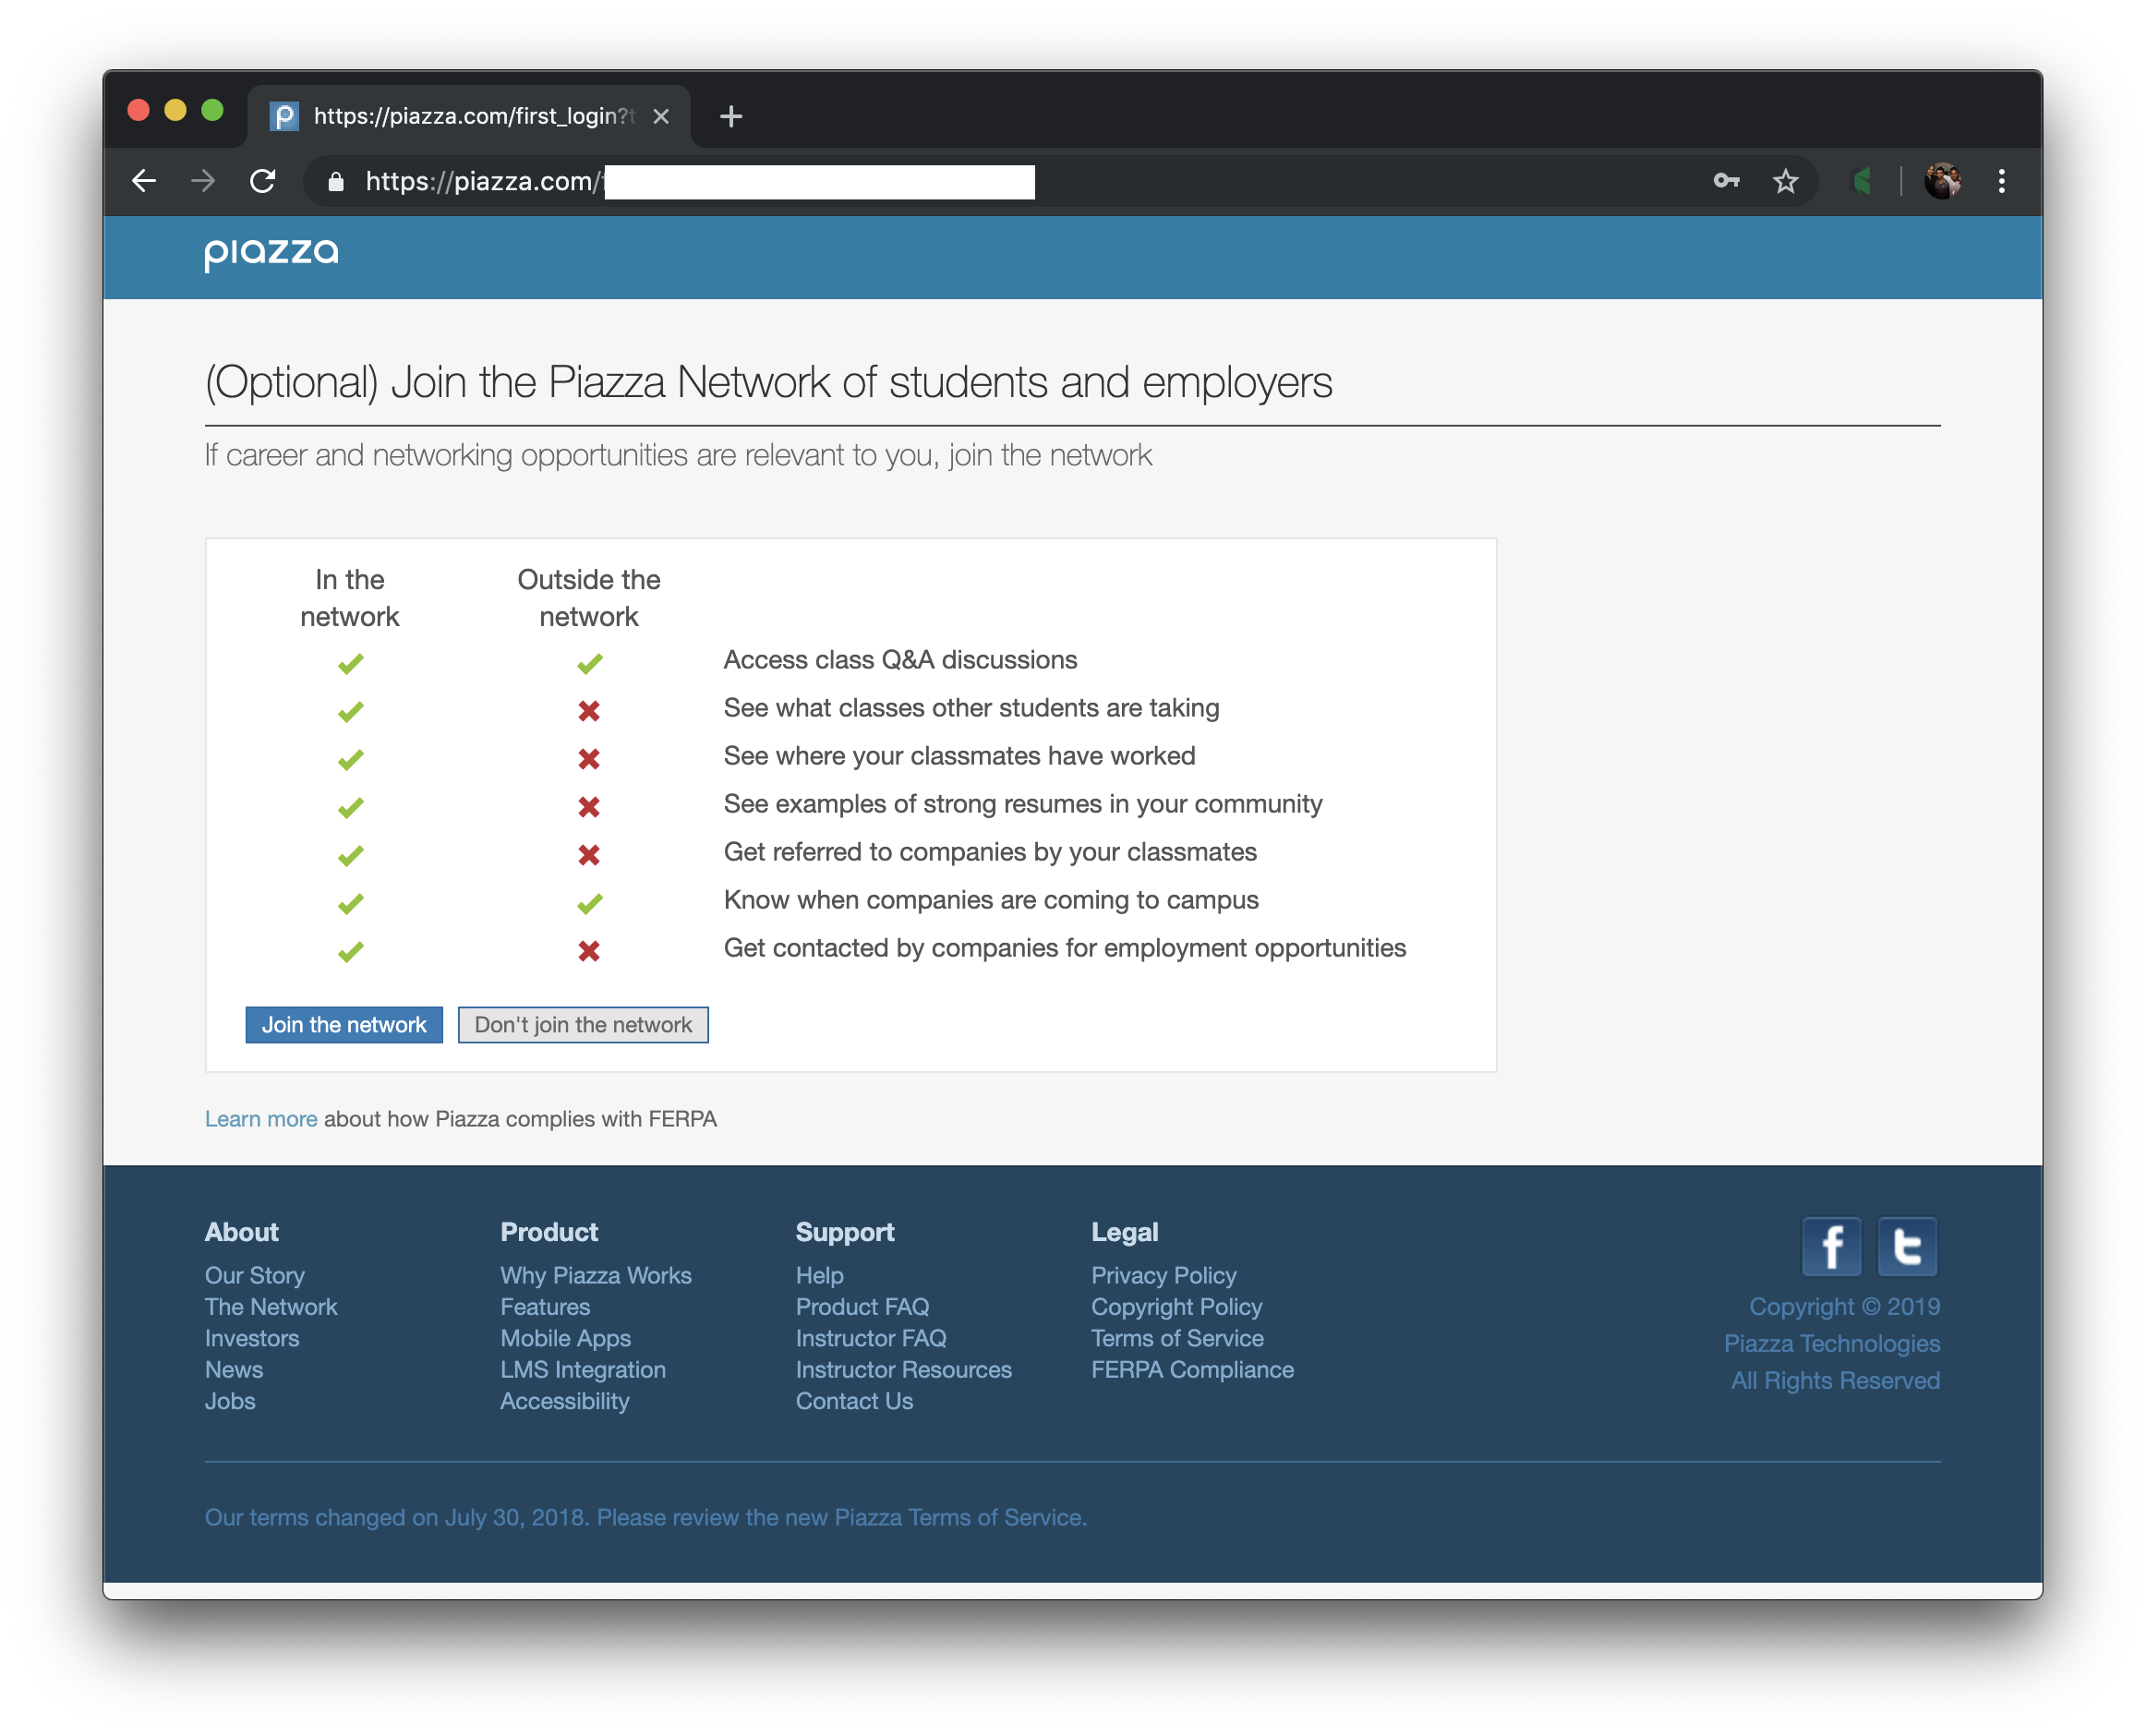 https://piazza.com/first_login?t
https://piazza.com/
piazza
(Optional) Join the Piazza Network of students and employers
If career and networking opportunities are relevant to you, join the network
In the network
Outside the network
Access class Q&A discussions
See what classes other students are taking
See where your classmates have worked
See examples of strong resumes in your community
Get referred to companies by your classmates
Know when companies are coming to campus
Get contacted by companies for employment opportunities
Join the network
Don't join the network
Learn more about how Piazza complies with FERPA
About
Our Story
The Network
Investors
News
Jobs
Product
Why Piazza Works
Features
Mobile Apps
LMS Integration
Accessibility
Support
Help
Product FAQ
Instructor FAQ
Instructor Resources
Contact Us
Legal
Privacy Policy
Copyright Policy
Terms of Service
FERPA Compliance
Copyright © 2019
Piazza Technologies
All Rights Reserved
Our terms changed on July 30, 2018. Please review the new Piazza Terms of Service.